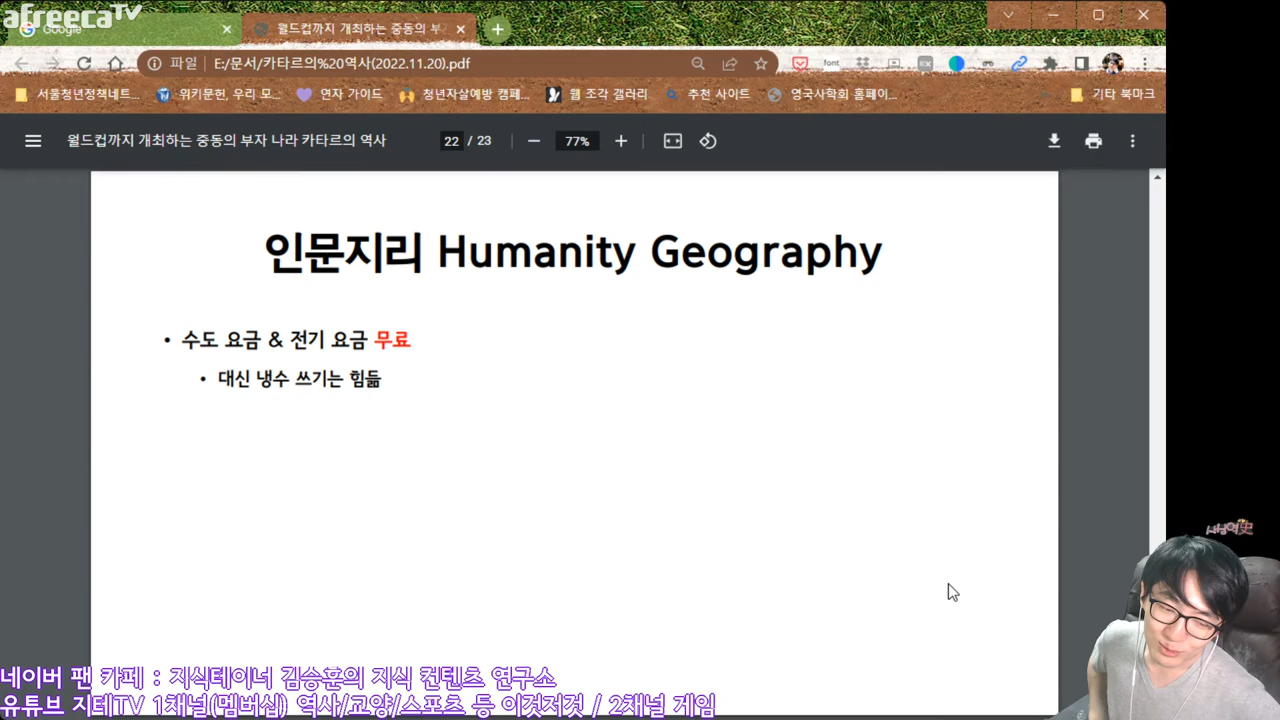 afreecaTV
Google
월드컵까지 개최하는 중동의 부자
파일 E:/문서/카타르의%20역사(2022.11.20).pdf
font
서울청년정책네트... 위키문헌, 우리 모... 연자 가이드 청년자살예방 캠페... 웹 조각 갤러리 추천 사이트 영국사학회 홈페이... 기타 북마크
월드컵까지 개최하는 중동의 부자 나라 카타르의 역사 22 / 23 77%
인문지리 Humanity Geography
• 수도 요금 & 전기 요금 무료
• 대신 냉수 쓰기는 힘듦
네이버 팬 카페 : 지식테이너 김승훈의 지식 컨텐츠 연구소
유튜브 지테TV 1채널(멤버십) 역사/교양/스포츠 등 이것저것 / 2채널 게임